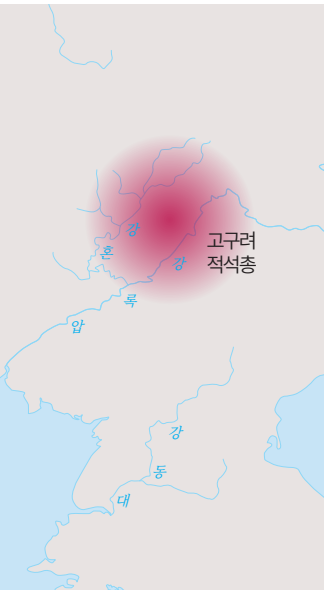 고구려
적석총
혼 강
압 록 강
대 동 강